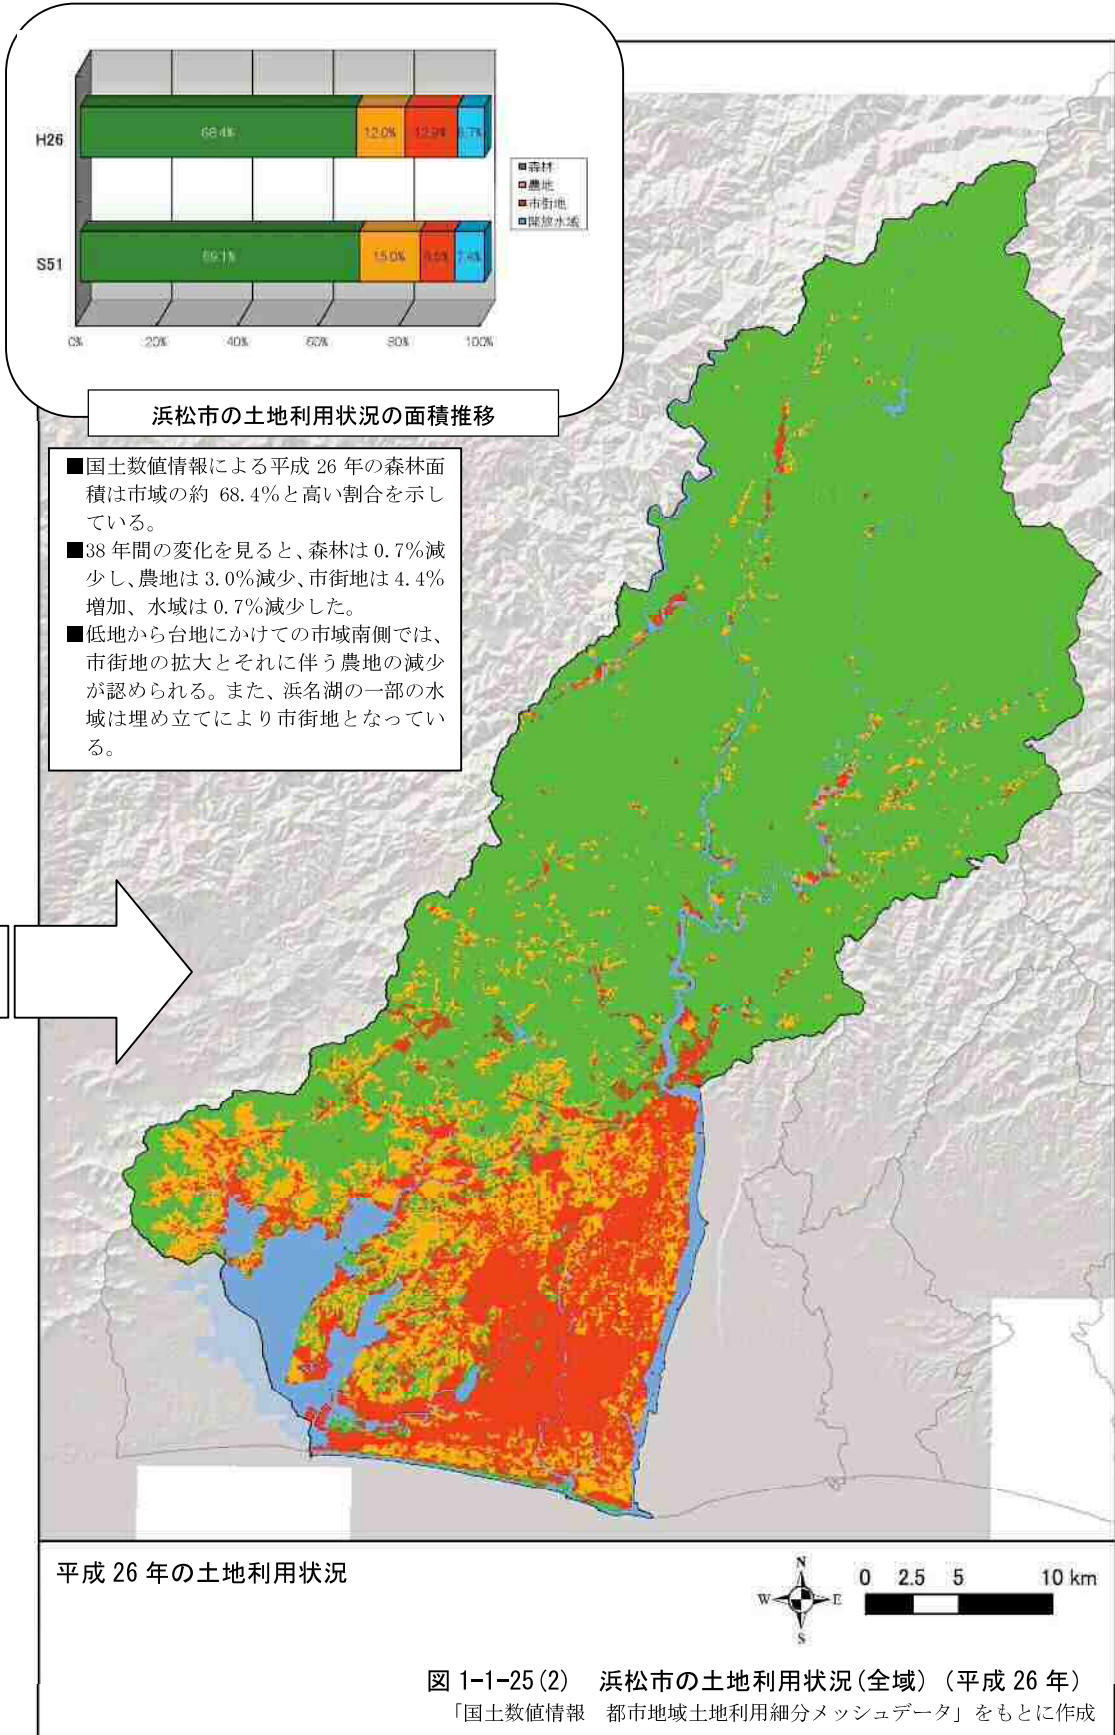 H26
68.4%
12.0%
12.9%
6.7%
S51
69.1%
15.0%
8.5%
7.4%
0%
20%
40%
60%
80%
100%
森林
農地
市街地
開放水域
浜松市の土地利用状況の面積推移
■国土数値情報による平成 26 年の森林面
積は市域の約 68.4%と高い割合を示し
ている。
■38 年間の変化を見ると、森林は 0.7%減
少し、農地は 3.0%減少、市街地は 4.4%
増加、水域は 0.7%減少した。
■低地から台地にかけての市域南側では、
市街地の拡大とそれに伴う農地の減少
が認められる。また、浜名湖の一部の水
域は埋め立てにより市街地となってい
る。
平成 26 年の土地利用状況
N
W
E
S
0 2.5 5 10 km
図 1-1-25(2) 浜松市の土地利用状況(全域) (平成 26 年)
「国土数値情報 都市地域土地利用細分メッシュデータ」をもとに作成